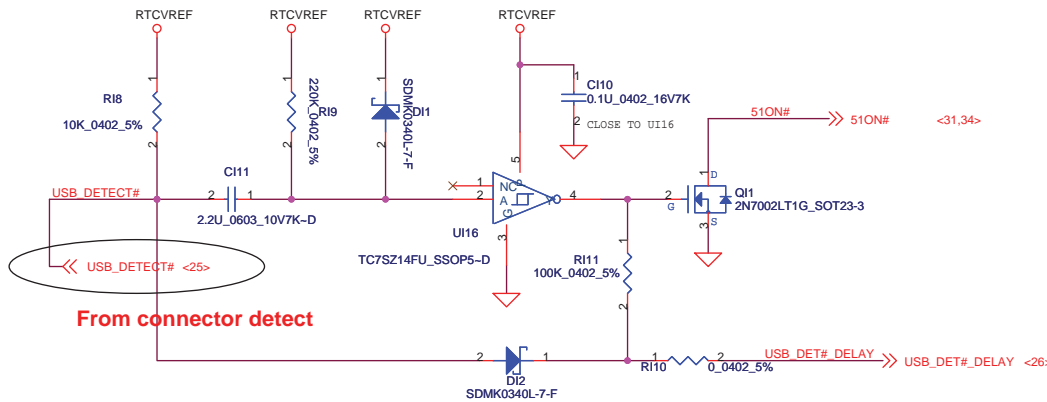 RTCVREF
RTCVREF
RTCVREF
RTCVREF
1
RI8
10K_0402_5%
2
1
220K_0402_5%
RI9
2
1
SDMK0340L-7-F
DI1
2
1
CI10
0.1U_0402_16V7K
2
CLOSE TO UI16
51ON#
51ON#
<31,34>
USB_DETECT#
2
CI11
1
2.2U_0603_10V7K~D
5
P
1
NC
2
A
Y
4
G
3
UI16
TC7SZ14FU_SSOP5~D
1
D
2
G
QI1
2N7002LT1G_SOT23-3
3
S
USB_DETECT# <25>
From connector detect
1
RI11
100K_0402_5%
2
2
1
DI2
SDMK0340L-7-F
1
2
RI10
0_0402_5%
USB_DET#_DELAY
USB_DET#_DELAY
<26: